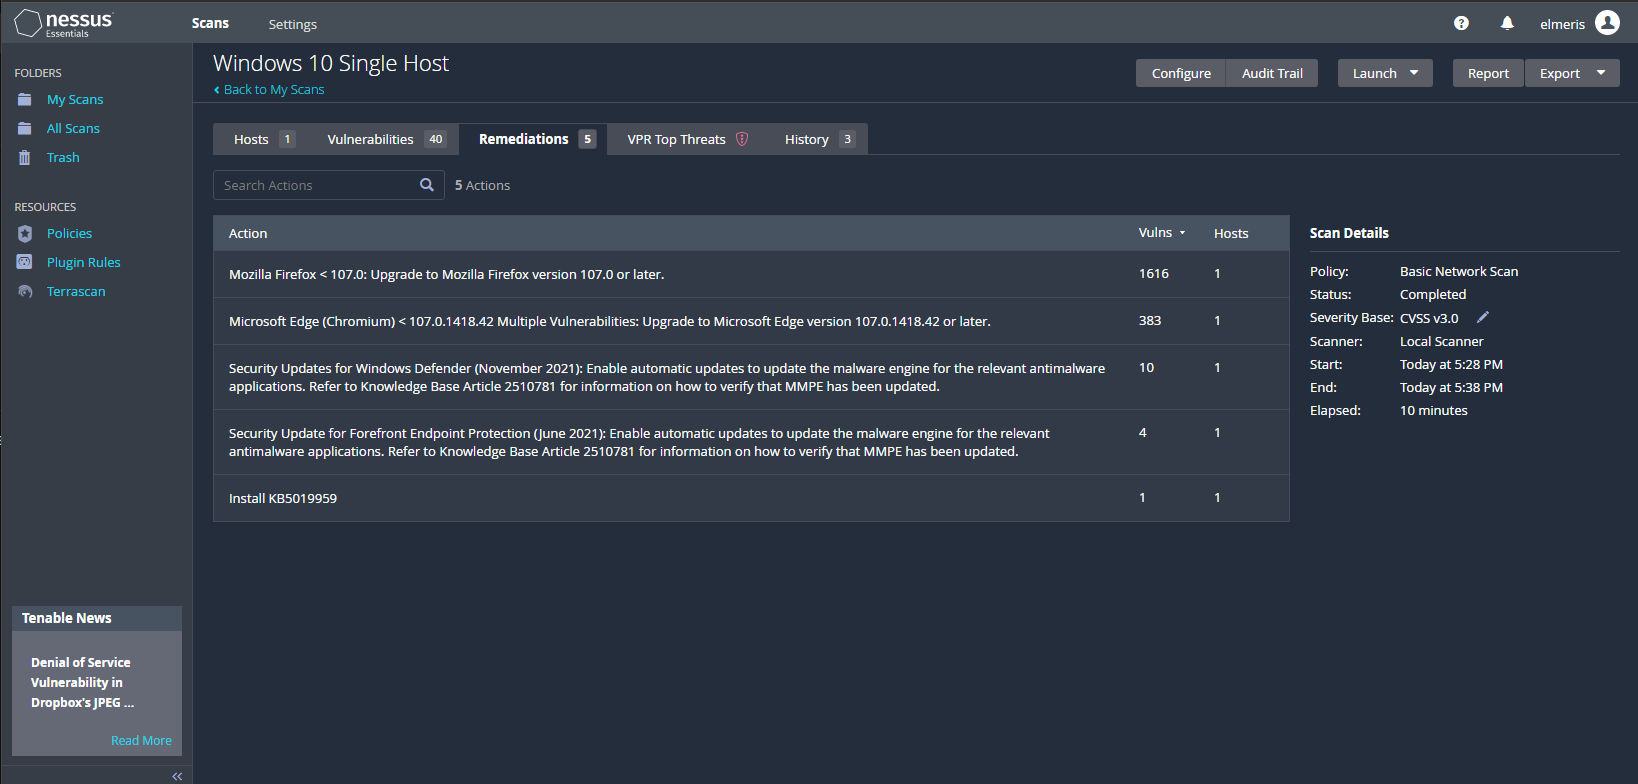 nessus
Essentials
Scans
Settings
elmeris
FOLDERS
My Scans
All Scans
Trash
RESOURCES
Policies
Plugin Rules
Terrascan
Tenable News
Denial of Service
Vulnerability in
Dropbox's JPEG ...
Read More
Windows 10 Single Host
Back to My Scans
Configure
Audit Trail
Launch
Report
Export
Hosts 1
Vulnerabilities 40
Remediations 5
VPR Top Threats
History 3
Search Actions
5 Actions
Action Vulns Hosts
Mozilla Firefox < 107.0: Upgrade to Mozilla Firefox version 107.0 or later. 1616 1
Microsoft Edge (Chromium) < 107.0.1418.42 Multiple Vulnerabilities: Upgrade to Microsoft Edge version 107.0.1418.42 or later. 383 1
Security Updates for Windows Defender (November 2021): Enable automatic updates to update the malware engine for the relevant antimalware 10 1
applications. Refer to Knowledge Base Article 2510781 for information on how to verify that MMPE has been updated.
Security Update for Forefront Endpoint Protection (June 2021): Enable automatic updates to update the malware engine for the relevant 4 1
antimalware applications. Refer to Knowledge Base Article 2510781 for information on how to verify that MMPE has been updated.
Install KB5019959 1 1
Scan Details
Policy: Basic Network Scan
Status: Completed
Severity Base: CVSS v3.0
Scanner: Local Scanner
Start: Today at 5:28 PM
End: Today at 5:38 PM
Elapsed: 10 minutes